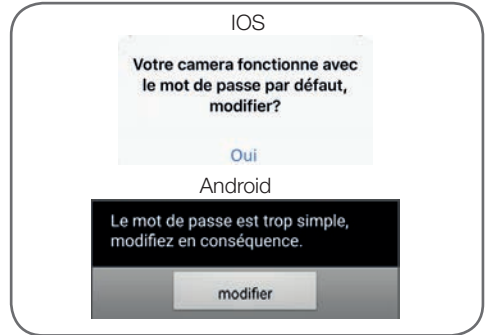 IOS
Votre camera fonctionne avec
le mot de passe par défaut,
modifier?
Oui
Android
Le mot de passe est trop simple,
modifiez en conséquence.
modifier